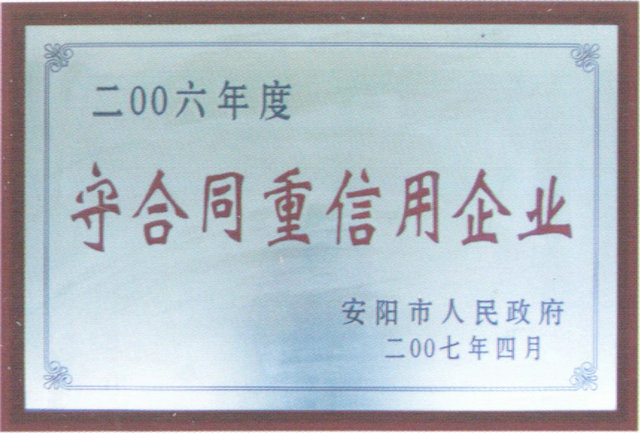 二00六年度
守合同重信用企业
安阳市人民政府
二00七年四月